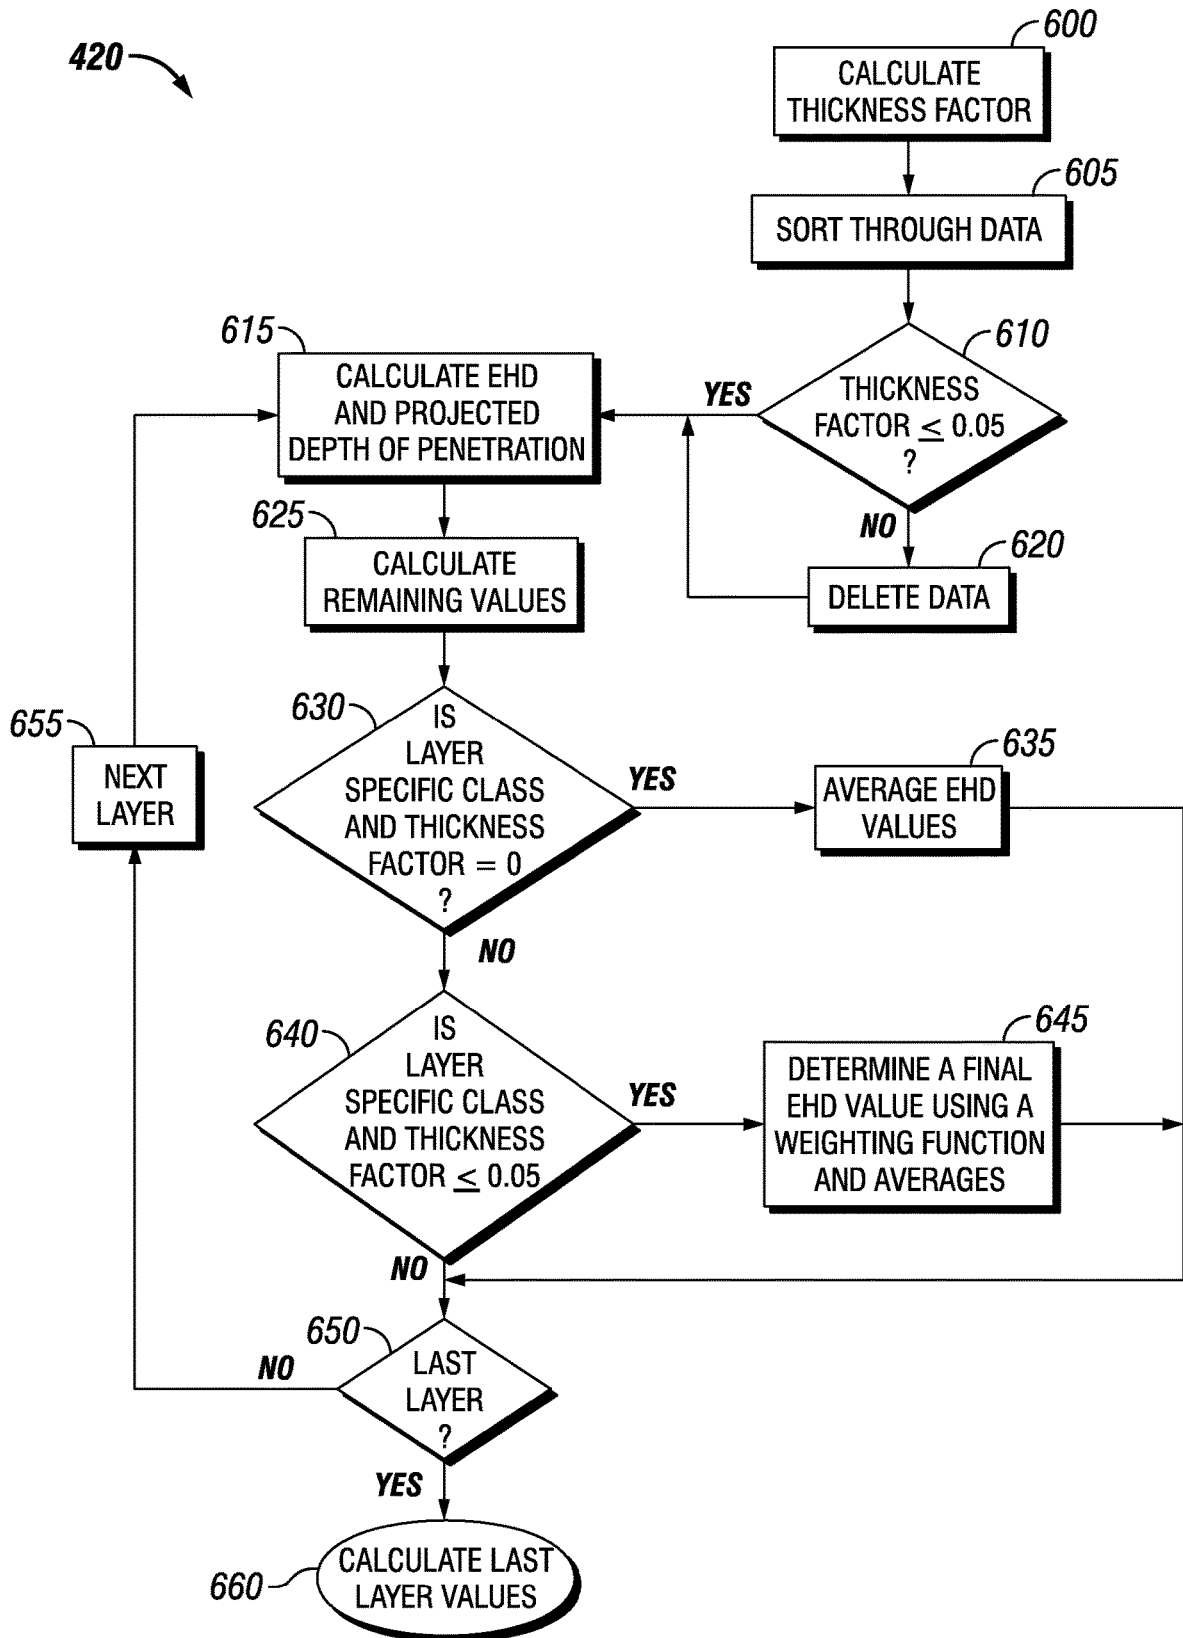 420
600
CALCULATE
THICKNESS FACTOR
605
SORT THROUGH DATA
610
THICKNESS
FACTOR ≤ 0.05
?
YES
NO
615
CALCULATE EHD
AND PROJECTED
DEPTH OF PENETRATION
620
DELETE DATA
625
CALCULATE
REMAINING VALUES
630
IS
LAYER
SPECIFIC CLASS
AND THICKNESS
FACTOR = 0
?
YES
NO
635
AVERAGE EHD
VALUES
655
NEXT
LAYER
640
IS
LAYER
SPECIFIC CLASS
AND THICKNESS
FACTOR ≤ 0.05
YES
NO
645
DETERMINE A FINAL
EHD VALUE USING A
WEIGHTING FUNCTION
AND AVERAGES
650
LAST
LAYER
?
NO
YES
660
CALCULATE LAST
LAYER VALUES